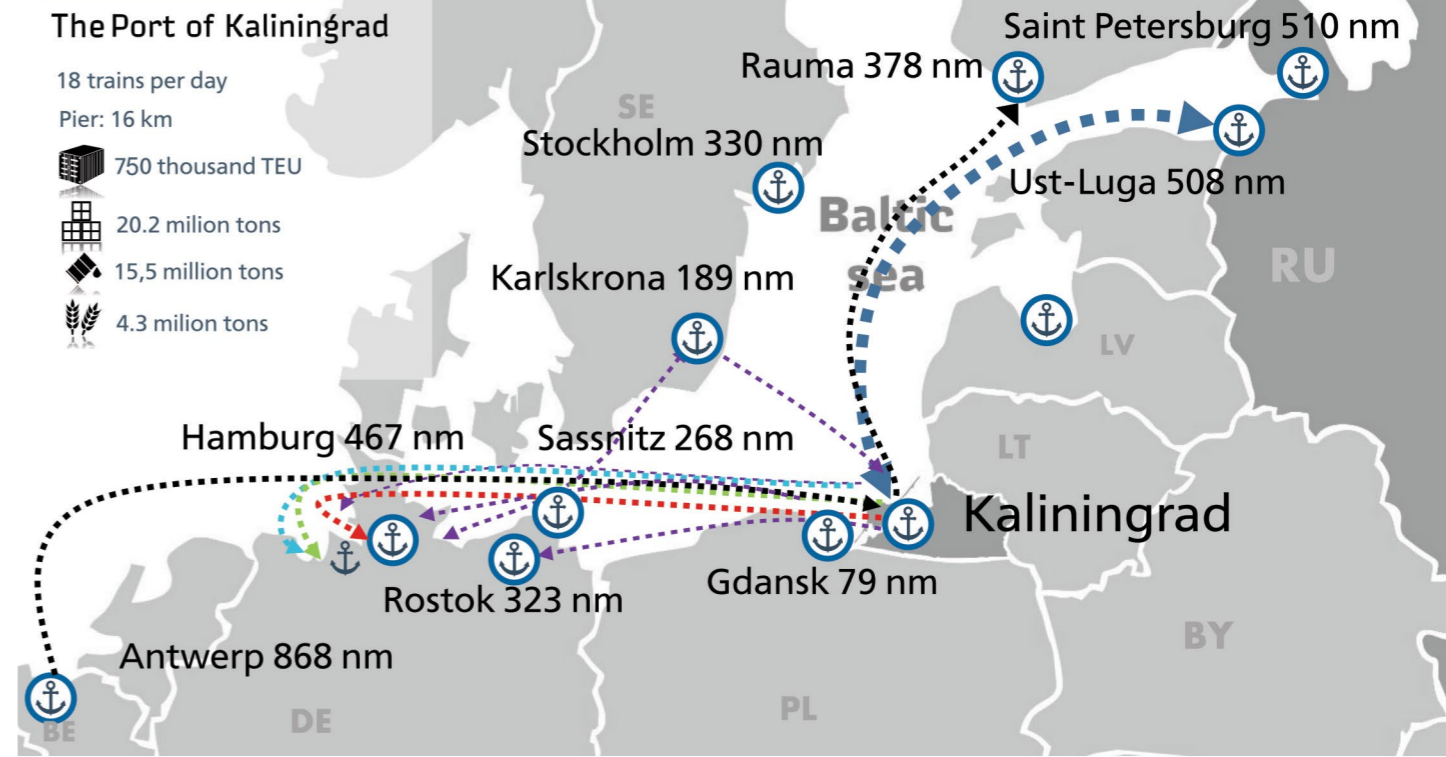 The Port of Kaliningrad
18 trains per day
Pier: 16 km
750 thousand TEU
20.2 milion tons
15,5 million tons
4.3 milion tons
Saint Petersburg 510 nm
Rauma 378 nm
SE
Stockholm 330 nm
Ust-Luga 508 nm
Baltic
sea
RU
Karlskrona 189 nm
LV
Hamburg 467 nm
Sassnitz 268 nm
LT
Kaliningrad
Gdansk 79 nm
Rostok 323 nm
BY
Antwerp 868 nm
PL
DE
BE